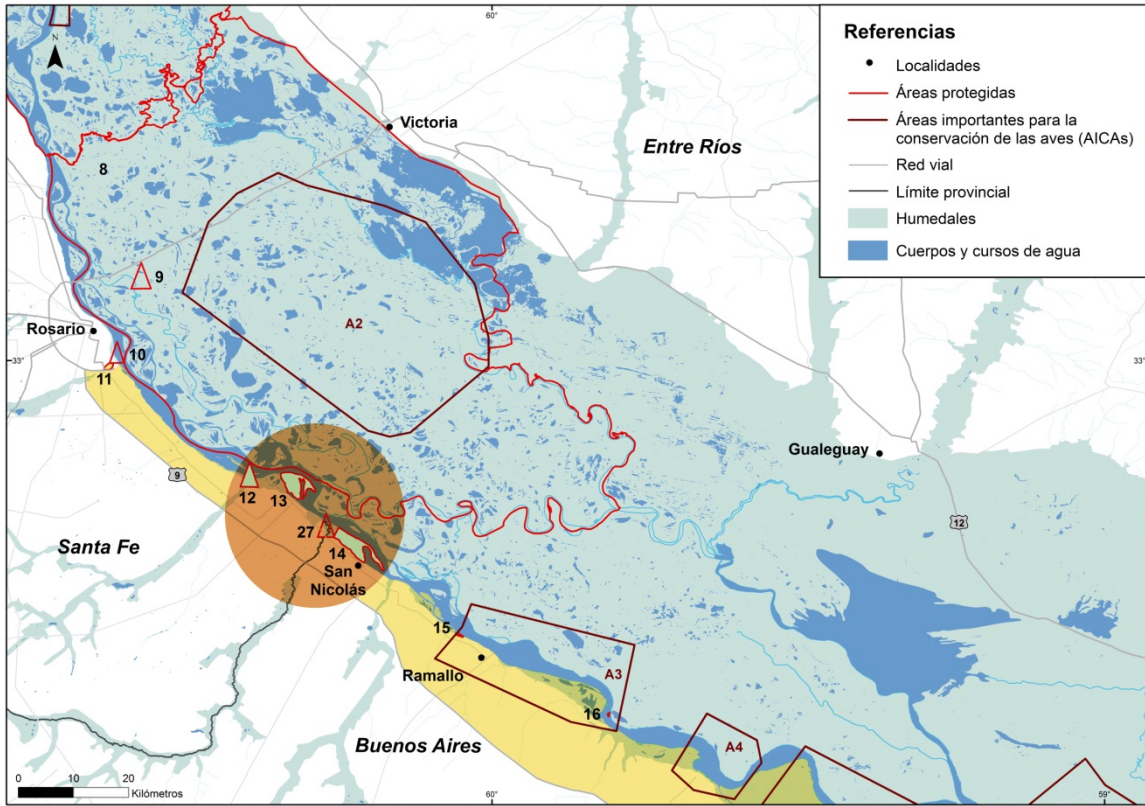 60°
N
Referencias
Localidades
Áreas protegidas
Áreas importantes para la
conservación de las aves (AICAs)
Red vial
Límite provincial
Humedales
Cuerpos y cursos de agua
Victoria
Entre Ríos
8
9
A2
Rosario
10
33°
33°
11
Gualeguay
9
12
13
12
Santa Fe
27
14
San
Nicolás
15
Ramallo
A3
16
Buenos Aires
A4
0 10 20
Kilómetros
60°
59°